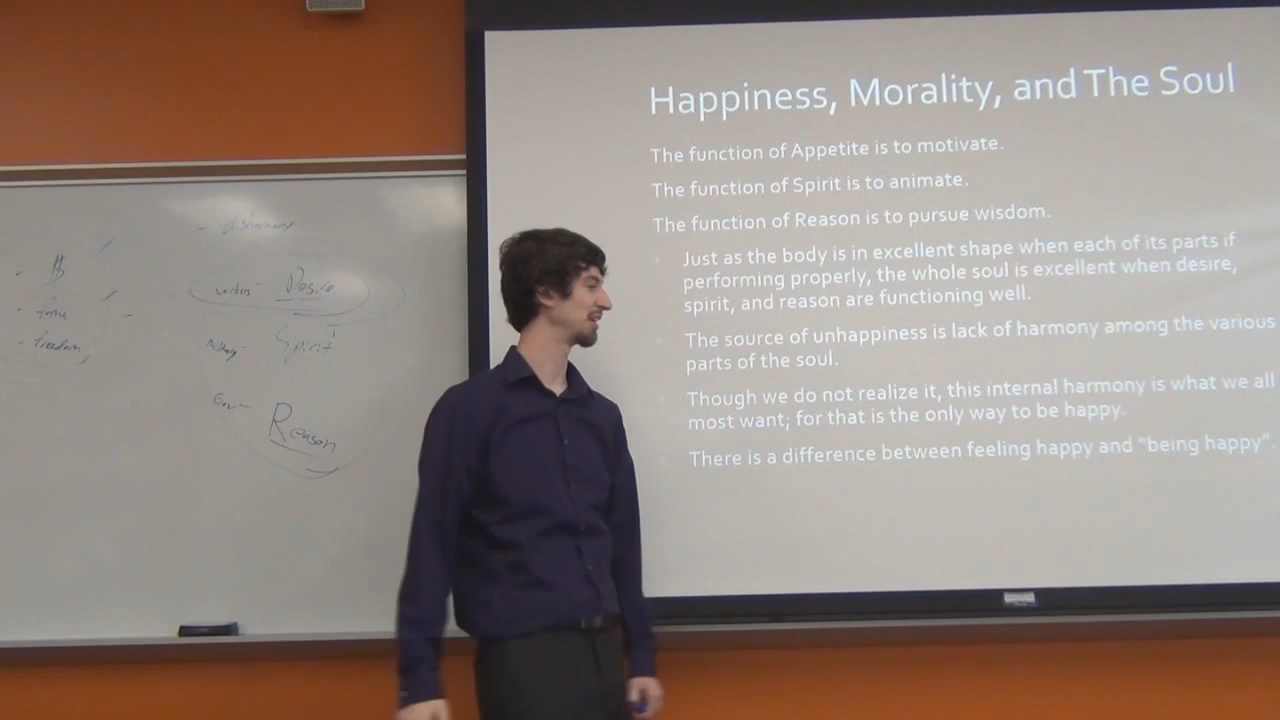 Happiness, Morality, and The Soul
The function of Appetite is to motivate.
The function of Spirit is to animate.
The function of Reason is to pursue wisdom.
Just as the body is in excellent shape when each of its parts if
performing properly, the whole soul is excellent when desire,
spirit, and reason are functioning well.
The source of unhappiness is lack of harmony among the various
parts of the soul.
Though we do not realize it, this internal harmony is what we all
most want; for that is the only way to be happy.
There is a difference between feeling happy and “being happy”.
$
- freedom
Desire
Spirit
Reason